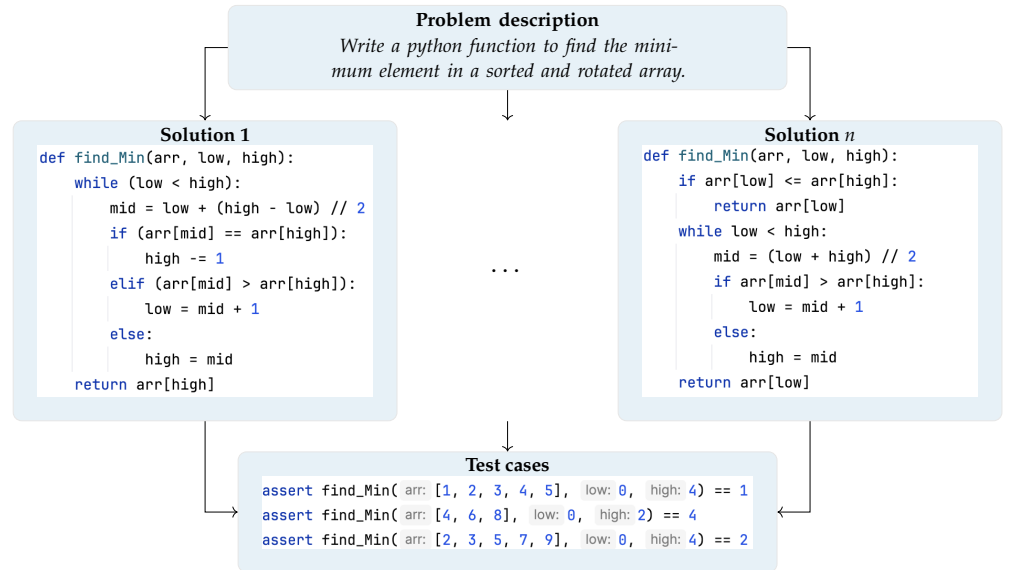 Problem description
Write a python function to find the mini-
mum element in a sorted and rotated array.
Solution 1
def find_Min(arr, low, high):
    while (low < high):
        mid = low + (high - low) // 2
        if (arr[mid] == arr[high]):
            high -= 1
        elif (arr[mid] > arr[high]):
            low = mid + 1
        else:
            high = mid
    return arr[high]
...
Solution n
def find_Min(arr, low, high):
    if arr[low] <= arr[high]:
        return arr[low]
    while low < high:
        mid = (low + high) // 2
        if arr[mid] > arr[high]:
            low = mid + 1
        else:
            high = mid
    return arr[low]
Test cases
assert find_Min( arr: [1, 2, 3, 4, 5], low: 0, high: 4) == 1
assert find_Min( arr: [4, 6, 8], low: 0, high: 2) == 4
assert find_Min( arr: [2, 3, 5, 7, 9], low: 0, high: 4) == 2